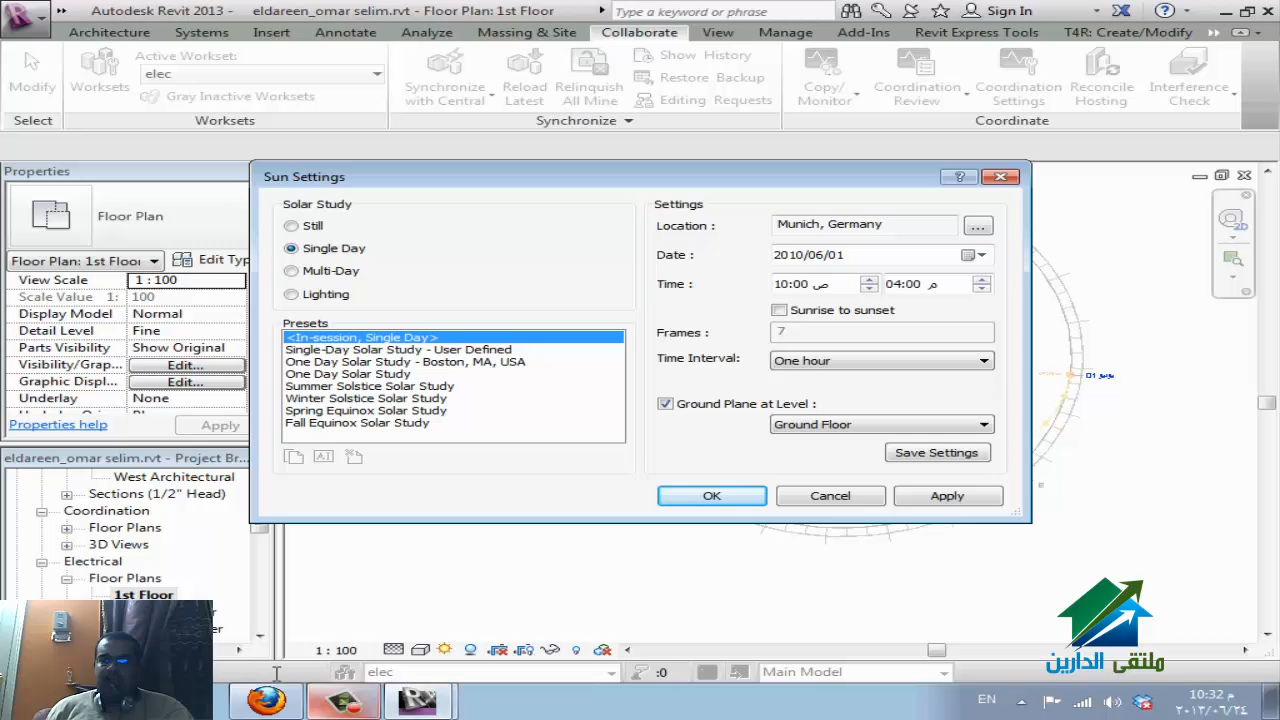 Autodesk Revit 2013 - eldareen_omar selim.rvt - Floor Plan: 1st Floor
Type a keyword or phrase
Sign In
Architecture Systems Insert Annotate Analyze Massing & Site Collaborate View Manage Add-Ins Revit Express Tools T4R: Create/Modify
Modify
Worksets
Active Workset:
elec
Gray Inactive Worksets
Synchronize with Central
Reload Latest
Relinquish All Mine
Show History
Restore Backup
Editing Requests
Copy/ Monitor
Coordination Review
Coordination Settings
Reconcile Hosting
Interference Check
Select
Worksets
Synchronize
Coordinate
Properties
Floor Plan
Floor Plan: 1st Floor
Edit Typ
View Scale 1 : 100
Scale Value 1: 100
Display Model Normal
Detail Level Fine
Parts Visibility Show Original
Visibility/Grap... Edit...
Graphic Displ... Edit...
Underlay None
Properties help
Apply
eldareen_omar selim.rvt - Project Br...
West Architectural
Sections (1/2" Head)
Coordination
Floor Plans
3D Views
Electrical
Floor Plans
1st Floor
Sun Settings
Solar Study
Still
Single Day
Multi-Day
Lighting
Presets
<In-session, Single Day>
Single-Day Solar Study - User Defined
One Day Solar Study - Boston, MA, USA
One Day Solar Study
Summer Solstice Solar Study
Winter Solstice Solar Study
Spring Equinox Solar Study
Fall Equinox Solar Study
Settings
Location : Munich, Germany
...
Date : 2010/06/01
Time : 10:00 ص 04:00 م
Sunrise to sunset
Frames : 7
Time Interval: One hour
Ground Plane at Level :
Ground Floor
Save Settings
OK
Cancel
Apply
2D
01 يونيو
ملتقى الدارين
1 : 100
elec
:0
Main Model
EN
10:32 م
٢٠١٣/٠٦/٢٤